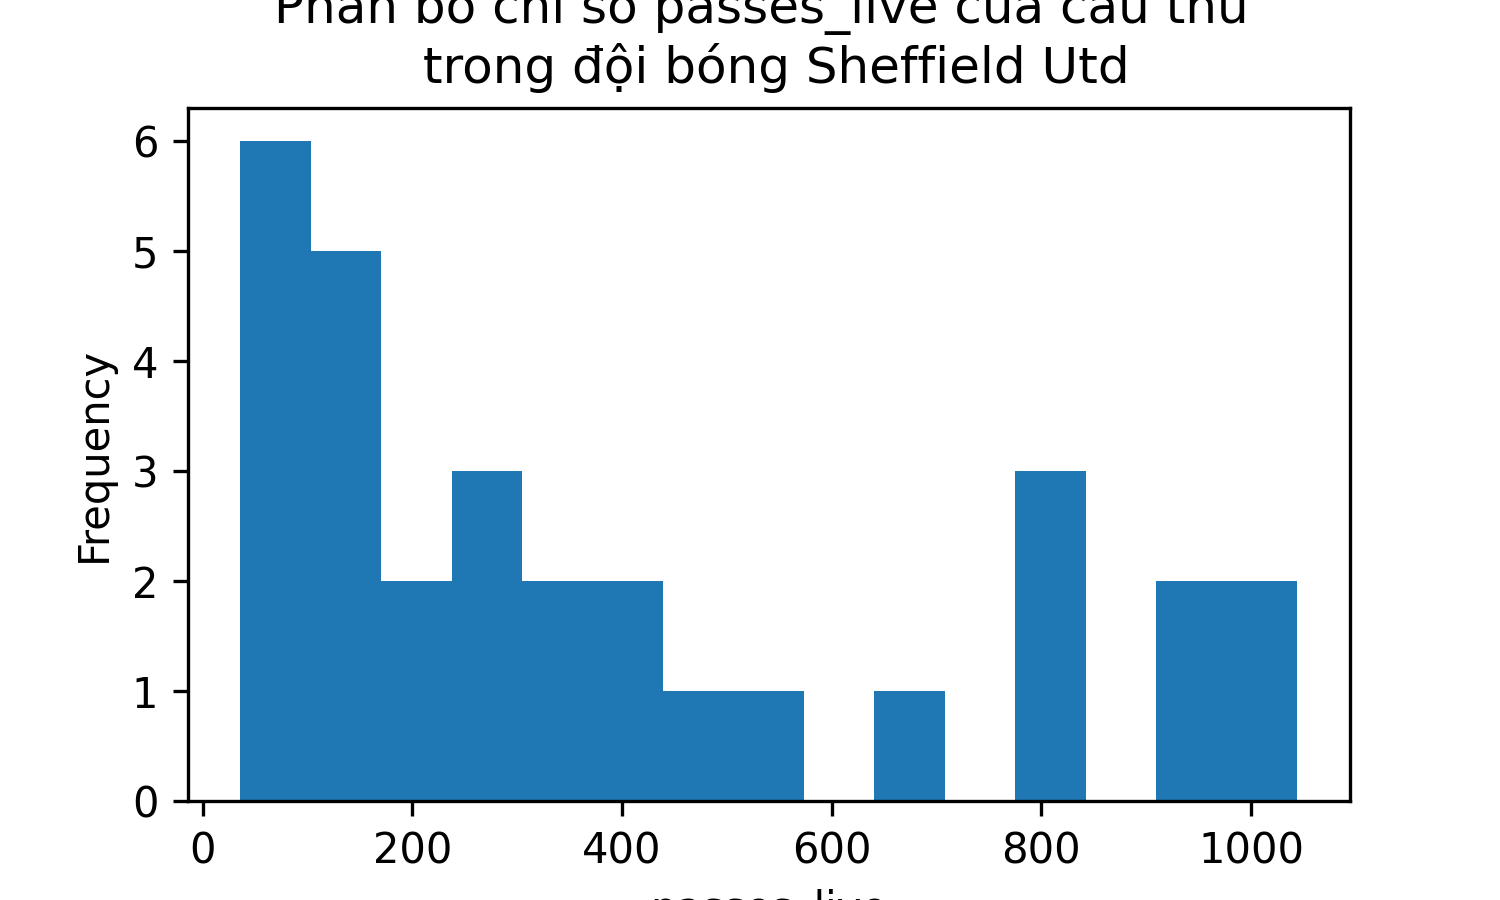 Phân bố chỉ số passes_live của cầu thủ
trong đội bóng Sheffield Utd
6
5
4
3
2
1
0
Frequency
0 200 400 600 800 1000
passes_live